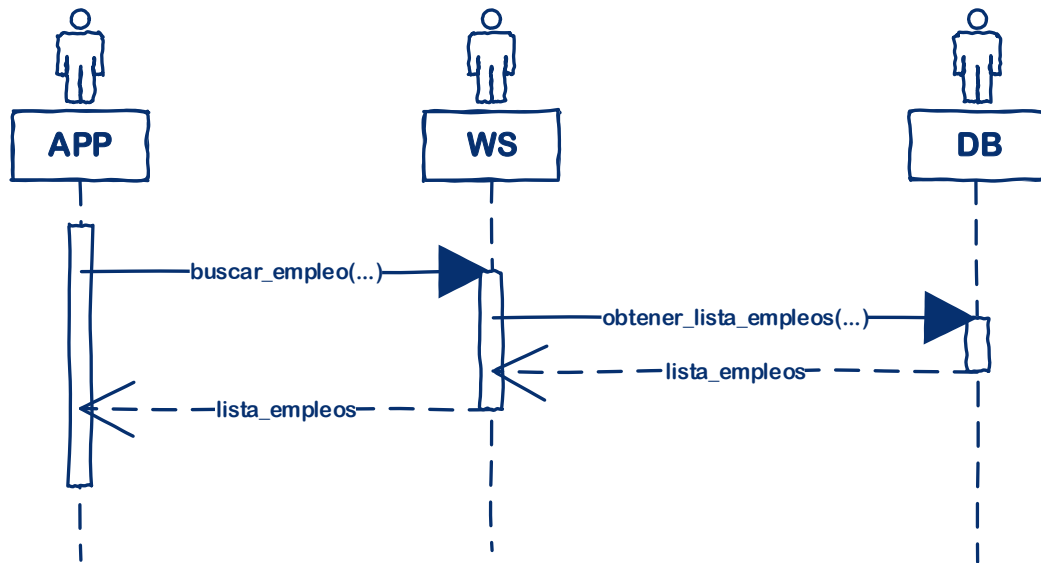 APP
WS
DB
buscar_empleo(...)
obtener_lista_empleos(...)
lista_empleos
lista_empleos